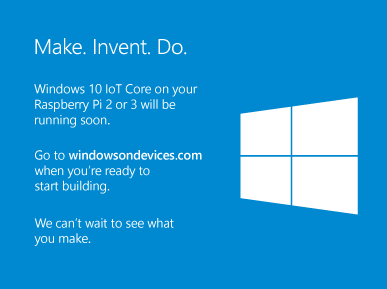 Make. Invent. Do.
Windows 10 IoT Core on your
Raspberry Pi 2 or 3 will be
running soon.
Go to windowsondevices.com
when you're ready to
start building.
We can't wait to see what
you make.